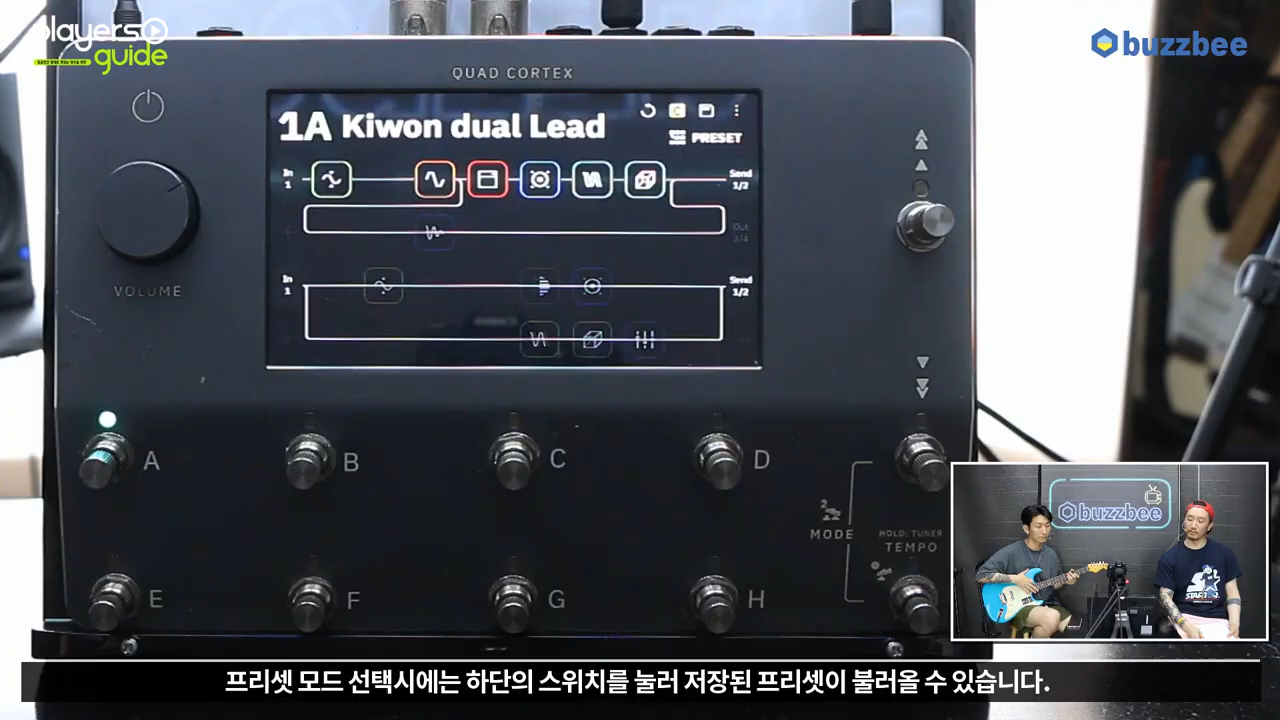 players
guide
buzzbee
QUAD CORTEX
1A Kiwon dual Lead
PRESET
In
1
Send
1/2
Out
3/4
In
1
Send
1/2
VOLUME
A
B
C
D
2
MODE
HOLD: TUNER
TEMPO
E
F
G
H
buzzbee
프리셋 모드 선택시에는 하단의 스위치를 눌러 저장된 프리셋이 불러올 수 있습니다.